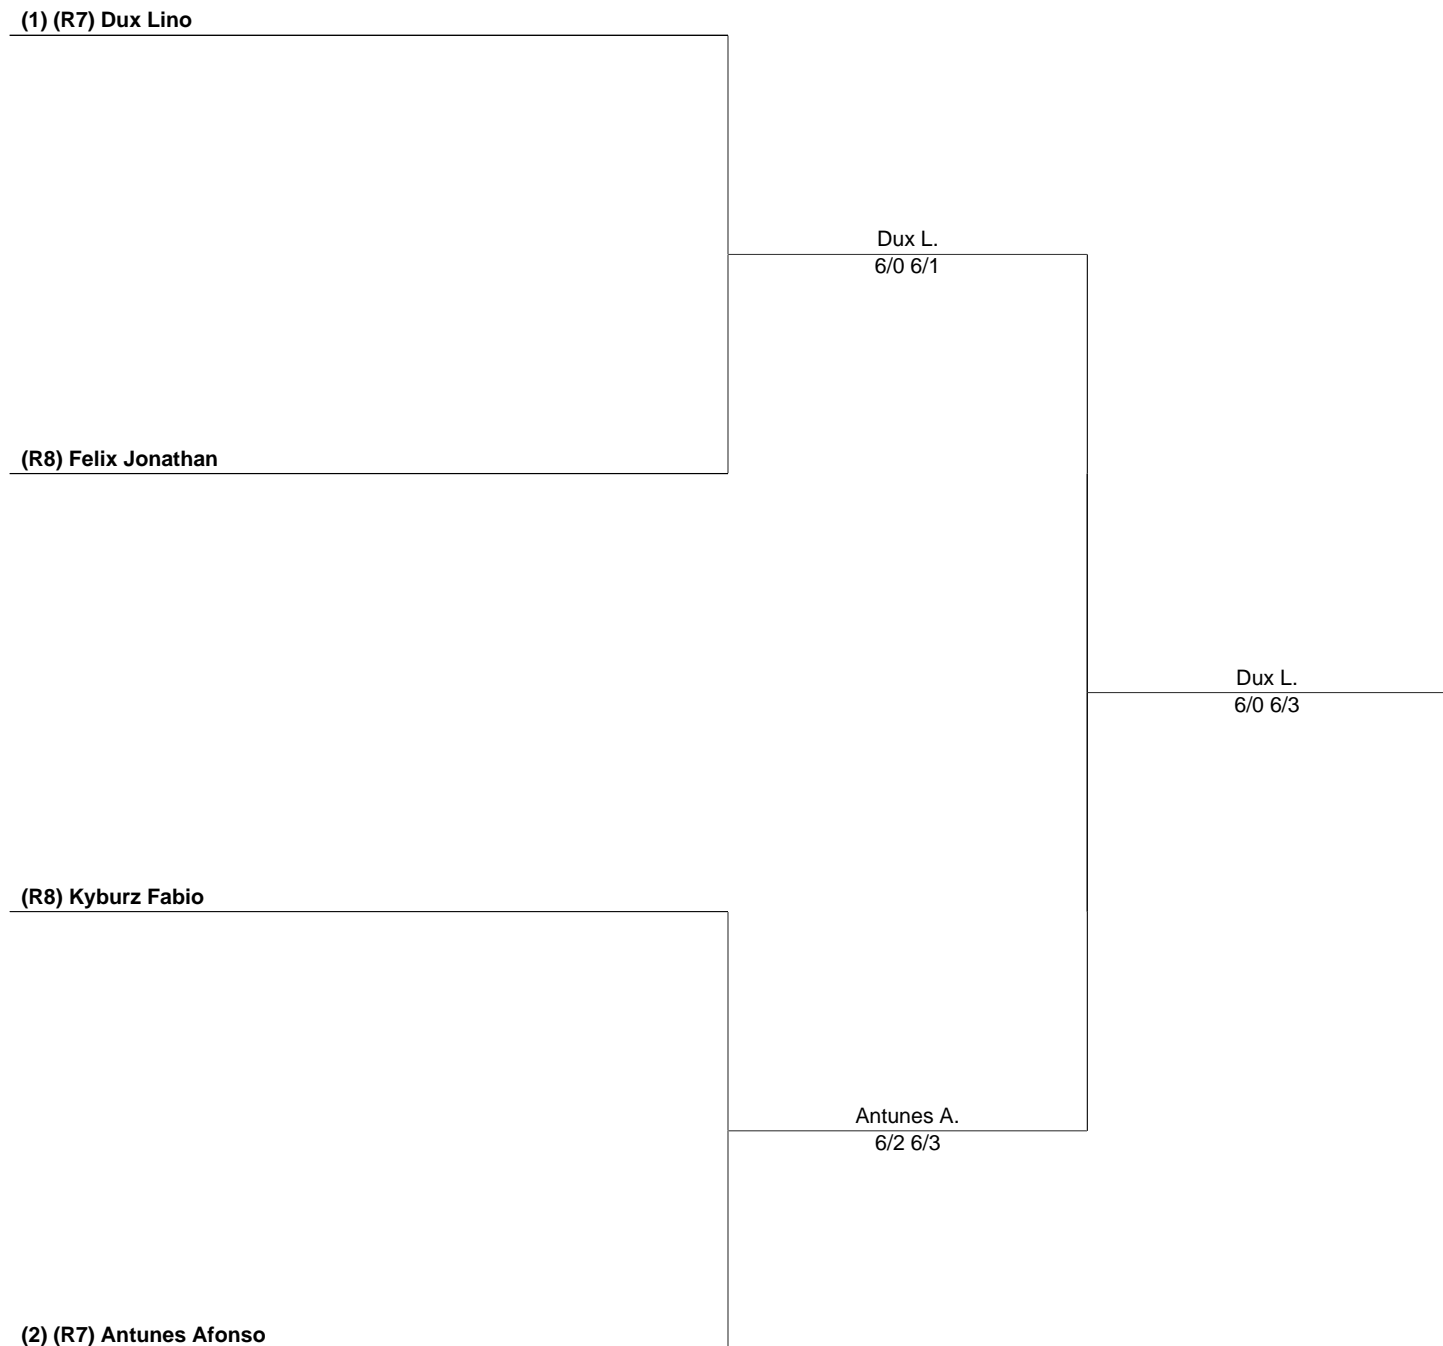 (1) (R7) Dux Lino
Dux L.
6/0 6/1
(R8) Felix Jonathan
Dux L.
6/0 6/3
(R8) Kyburz Fabio
Antunes A.
6/2 6/3
(2) (R7) Antunes Afonso